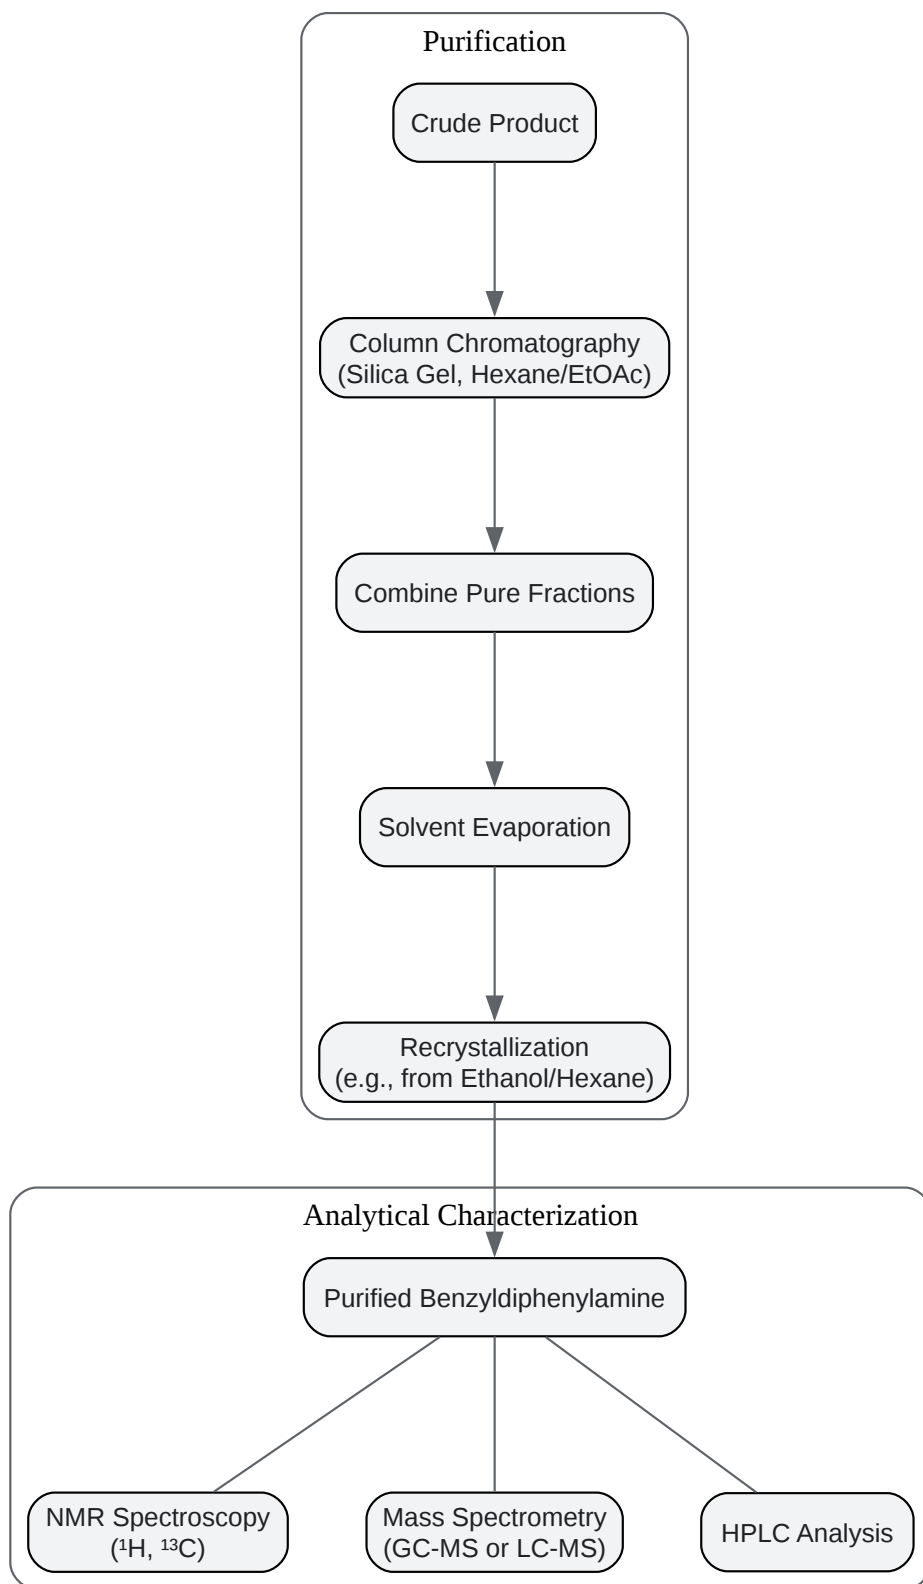 Purification
Crude Product
Column Chromatography
(Silica Gel, Hexane/EtOAc)
Combine Pure Fractions
Solvent Evaporation
Recrystallization
(e.g., from Ethanol/Hexane)
Analytical Characterization
Purified Benzyldiphenylamine
NMR Spectroscopy
(¹H, ¹³C)
Mass Spectrometry
(GC-MS or LC-MS)
HPLC Analysis